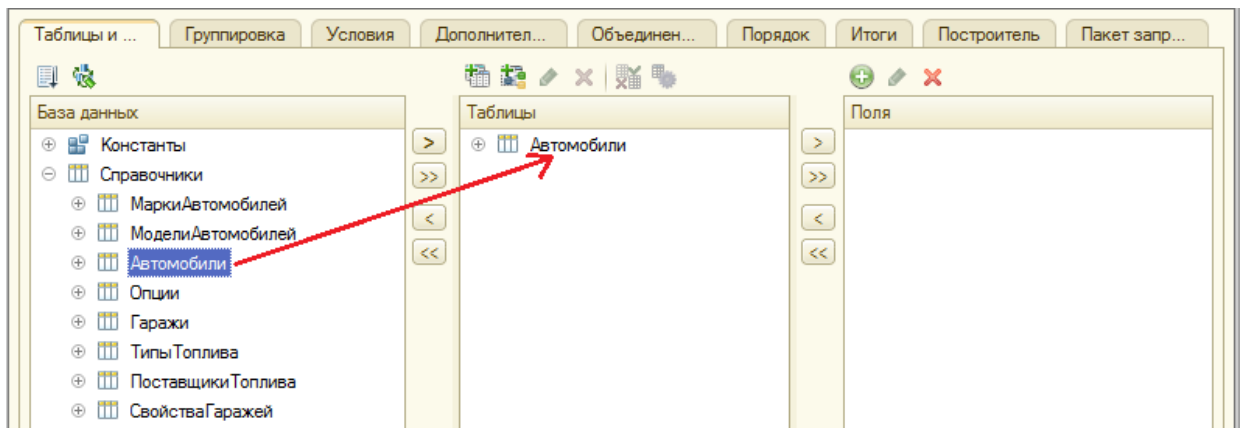 Таблицы и ... Группировка Условия Дополнител... Объединен... Порядок Итоги Построитель Пакет запр...
База данных Таблицы Поля
Константы > Автомобили >
Справочники >> >>
МаркиАвтомобилей
МоделиАвтомобилей < <
Автомобили << <<
Опции
Гаражи
ТипыТоплива
ПоставщикиТоплива
СвойстваГаражей